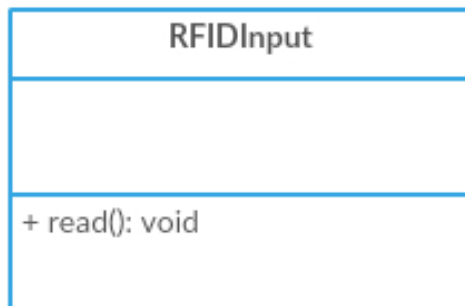 RFIDInput
+ read(): void